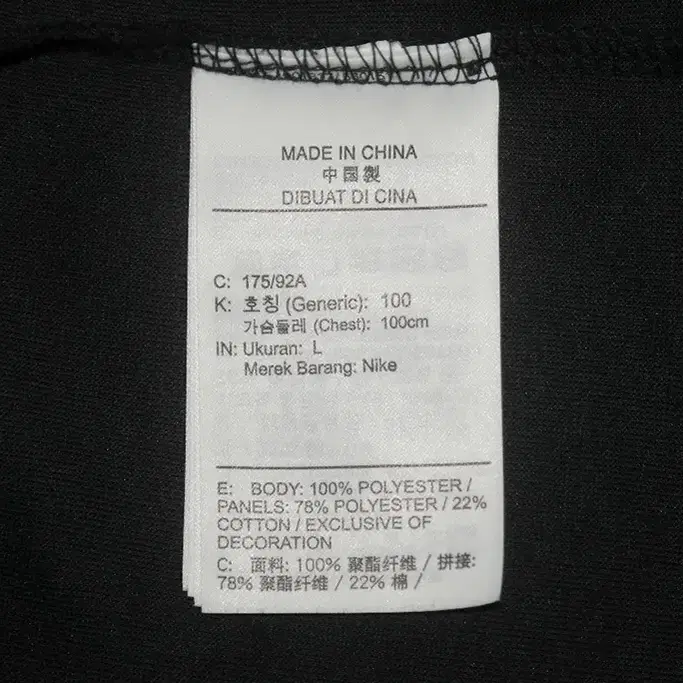 MADE IN CHINA
中国製
DIBUAT DI CINA
C: 175/92A
K: 호칭 (Generic): 100
가슴둘레 (Chest): 100cm
IN: Ukuran: L
Merek Barang: Nike
E: BODY: 100% POLYESTER /
PANELS: 78% POLYESTER / 22%
COTTON / EXCLUSIVE OF
DECORATION
C: 面料: 100% 聚酯纤维 / 拼接:
78% 聚酯纤维 / 22% 棉 /